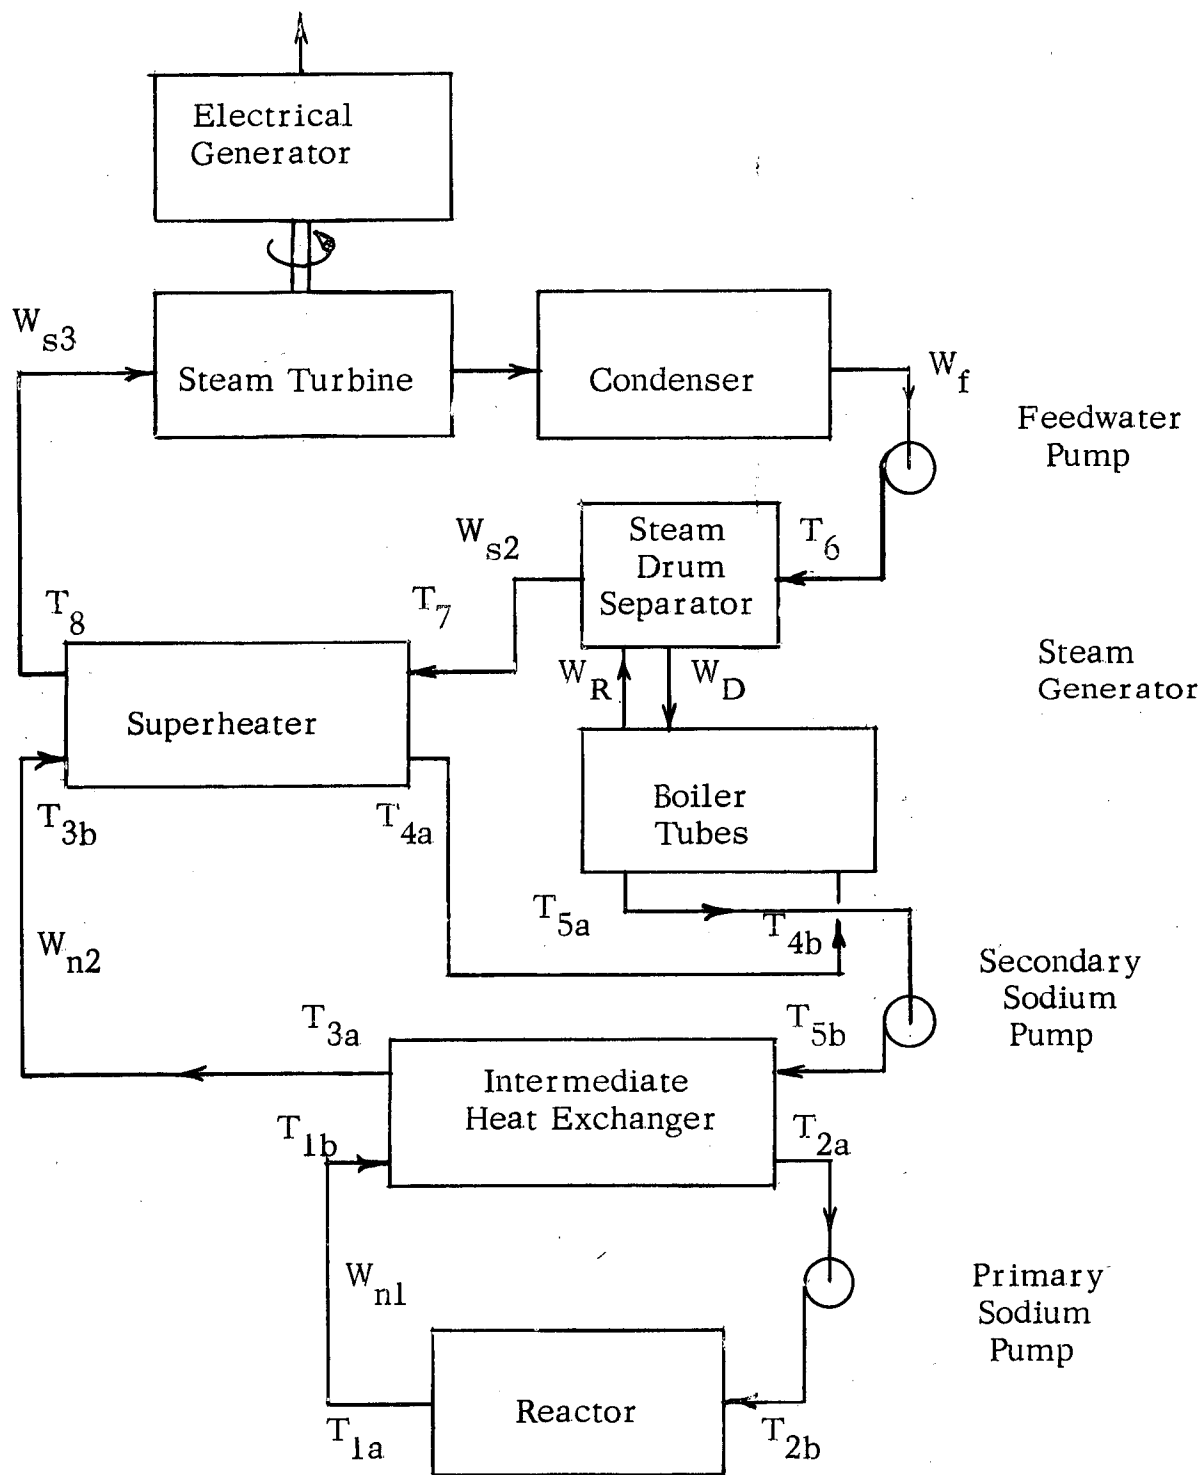 Electrical
Generator
W_s3
Steam Turbine
Condenser
W_f
Feedwater
Pump
Steam
Drum
Separator
W_s2
T_6
T_8
T_7
W_R
W_D
Steam
Generator
Superheater
T_3b
T_4a
Boiler
Tubes
T_5a
T_4b
W_n2
Secondary
Sodium
Pump
T_3a
T_5b
Intermediate
Heat Exchanger
T_1b
T_2a
W_n1
Primary
Sodium
Pump
Reactor
T_1a
T_2b